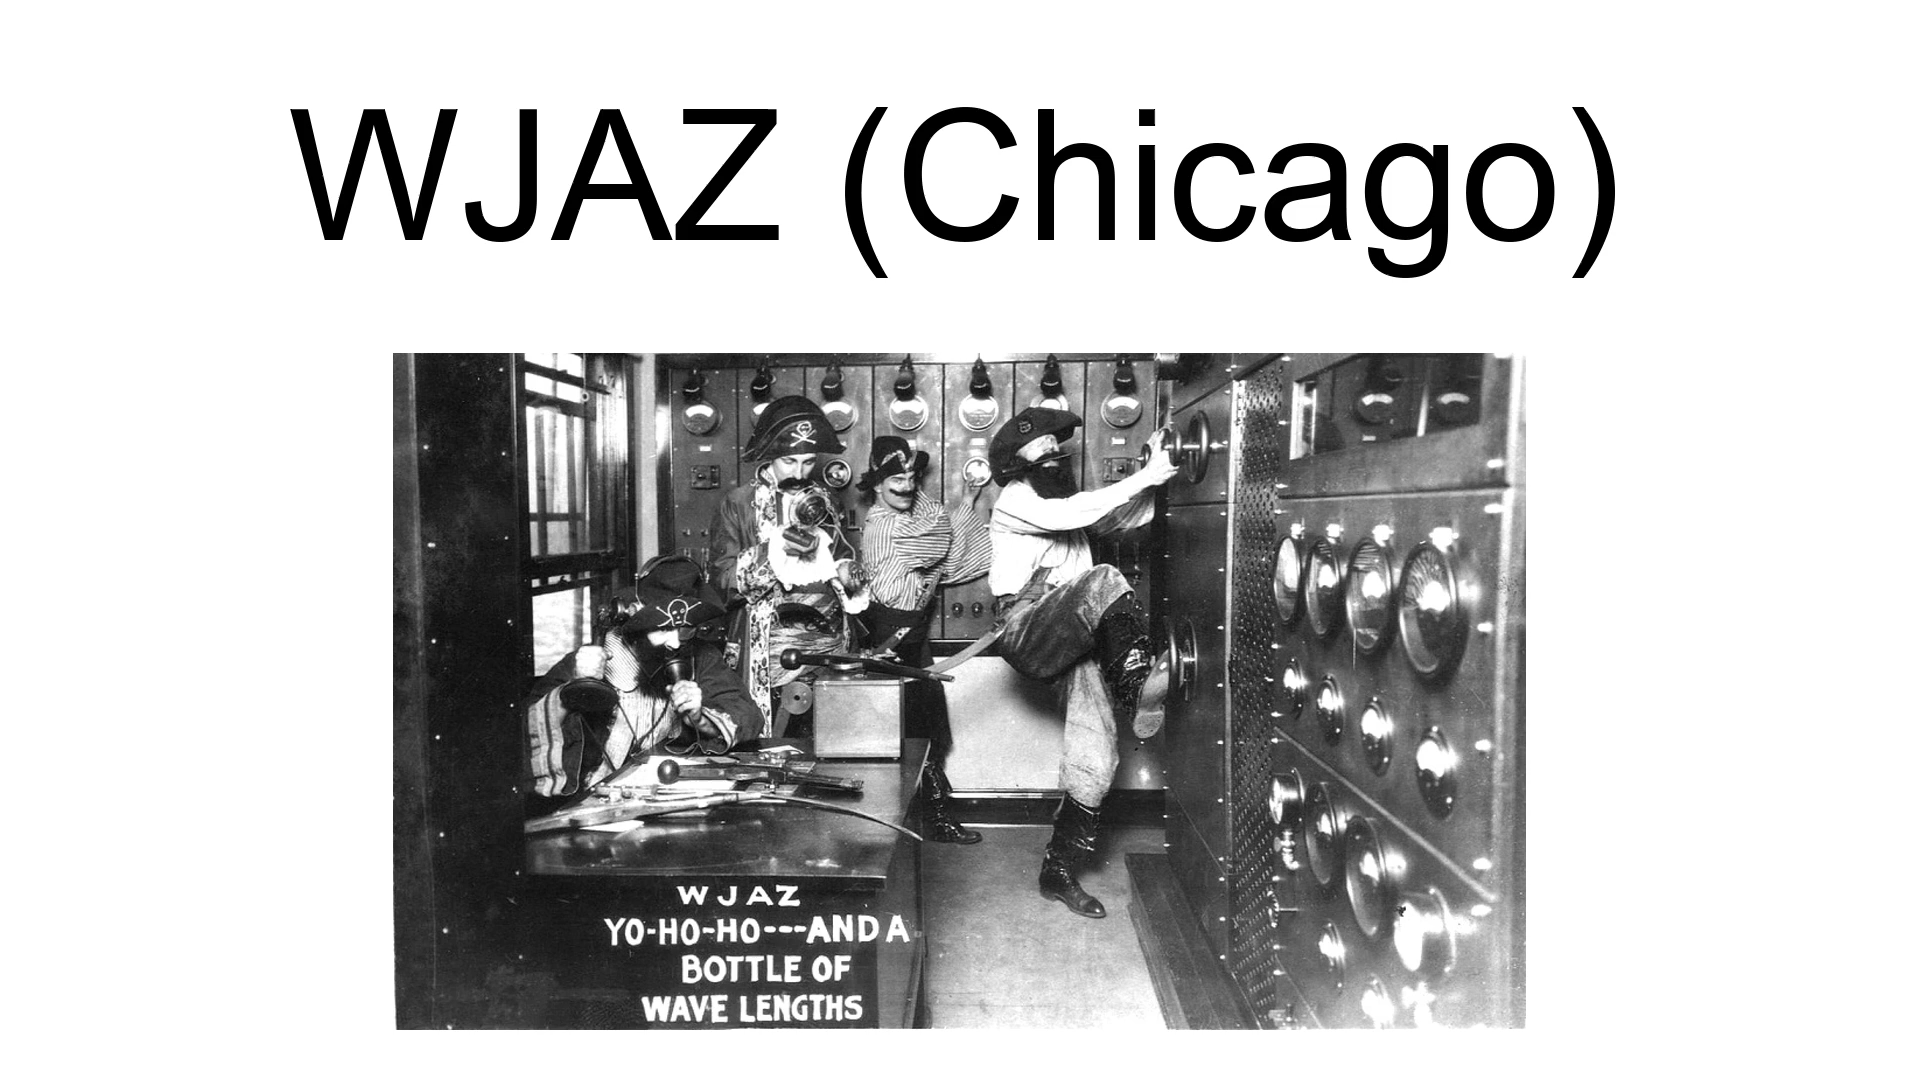 WJAZ (Chicago)
WJAZ
YO-HO-HO---AND A
BOTTLE OF
WAVE LENGTHS